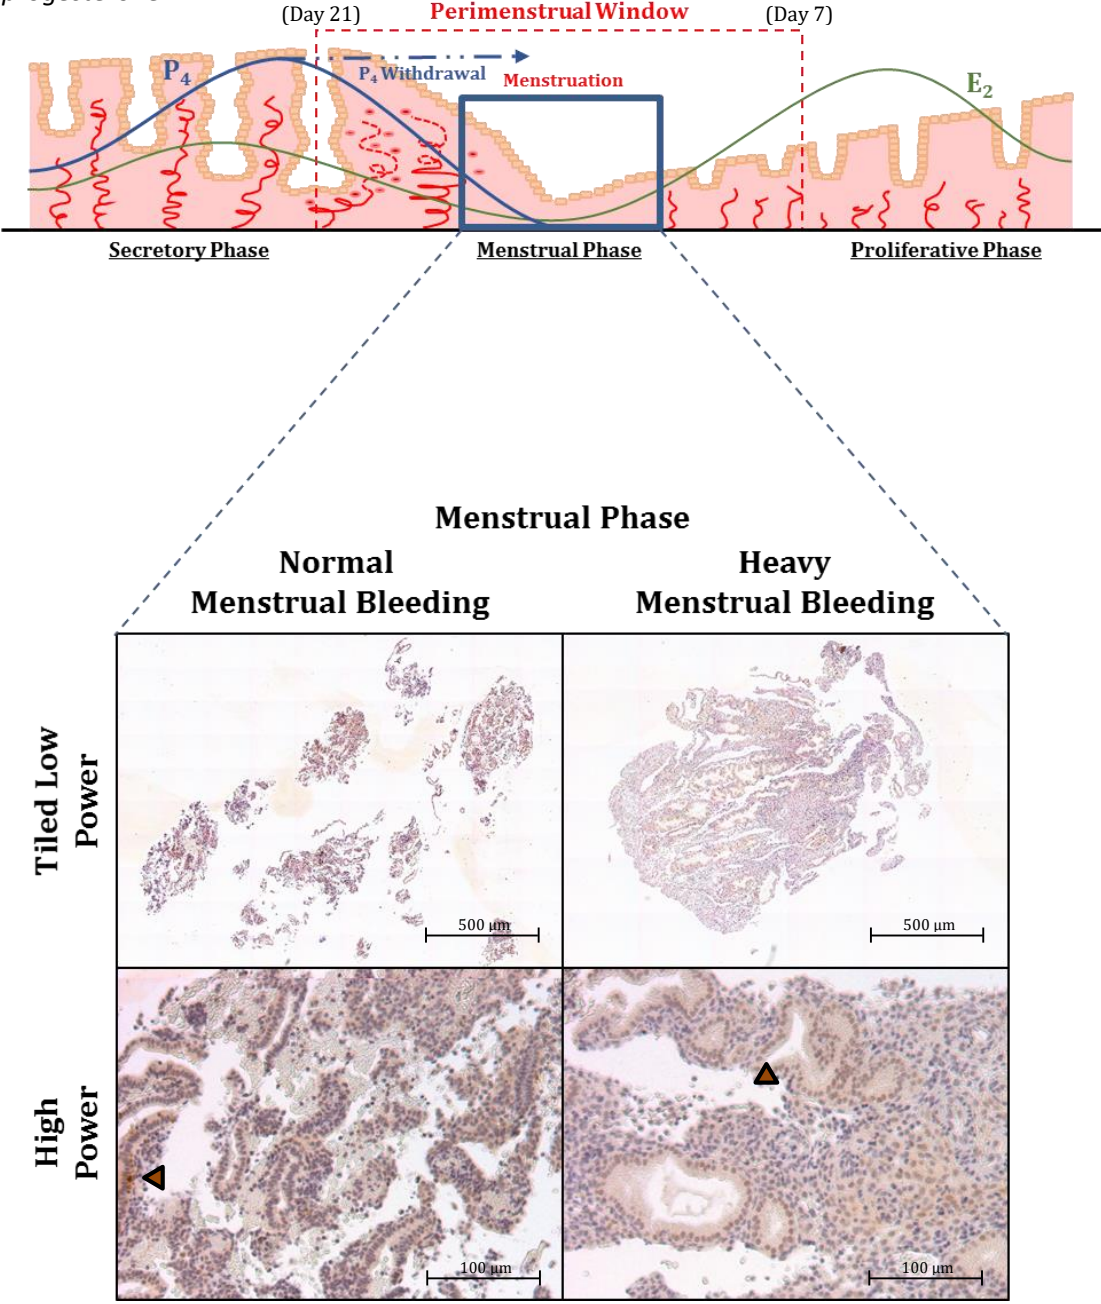 (Day 21)
Perimenstrual Window
(Day 7)
P4
P4 Withdrawal
Menstruation
E2
Secretory Phase
Menstrual Phase
Proliferative Phase
Menstrual Phase
Normal
Menstrual Bleeding
Heavy
Menstrual Bleeding
Tiled Low
Power
500 µm
500 µm
High
Power
100 µm
100 µm